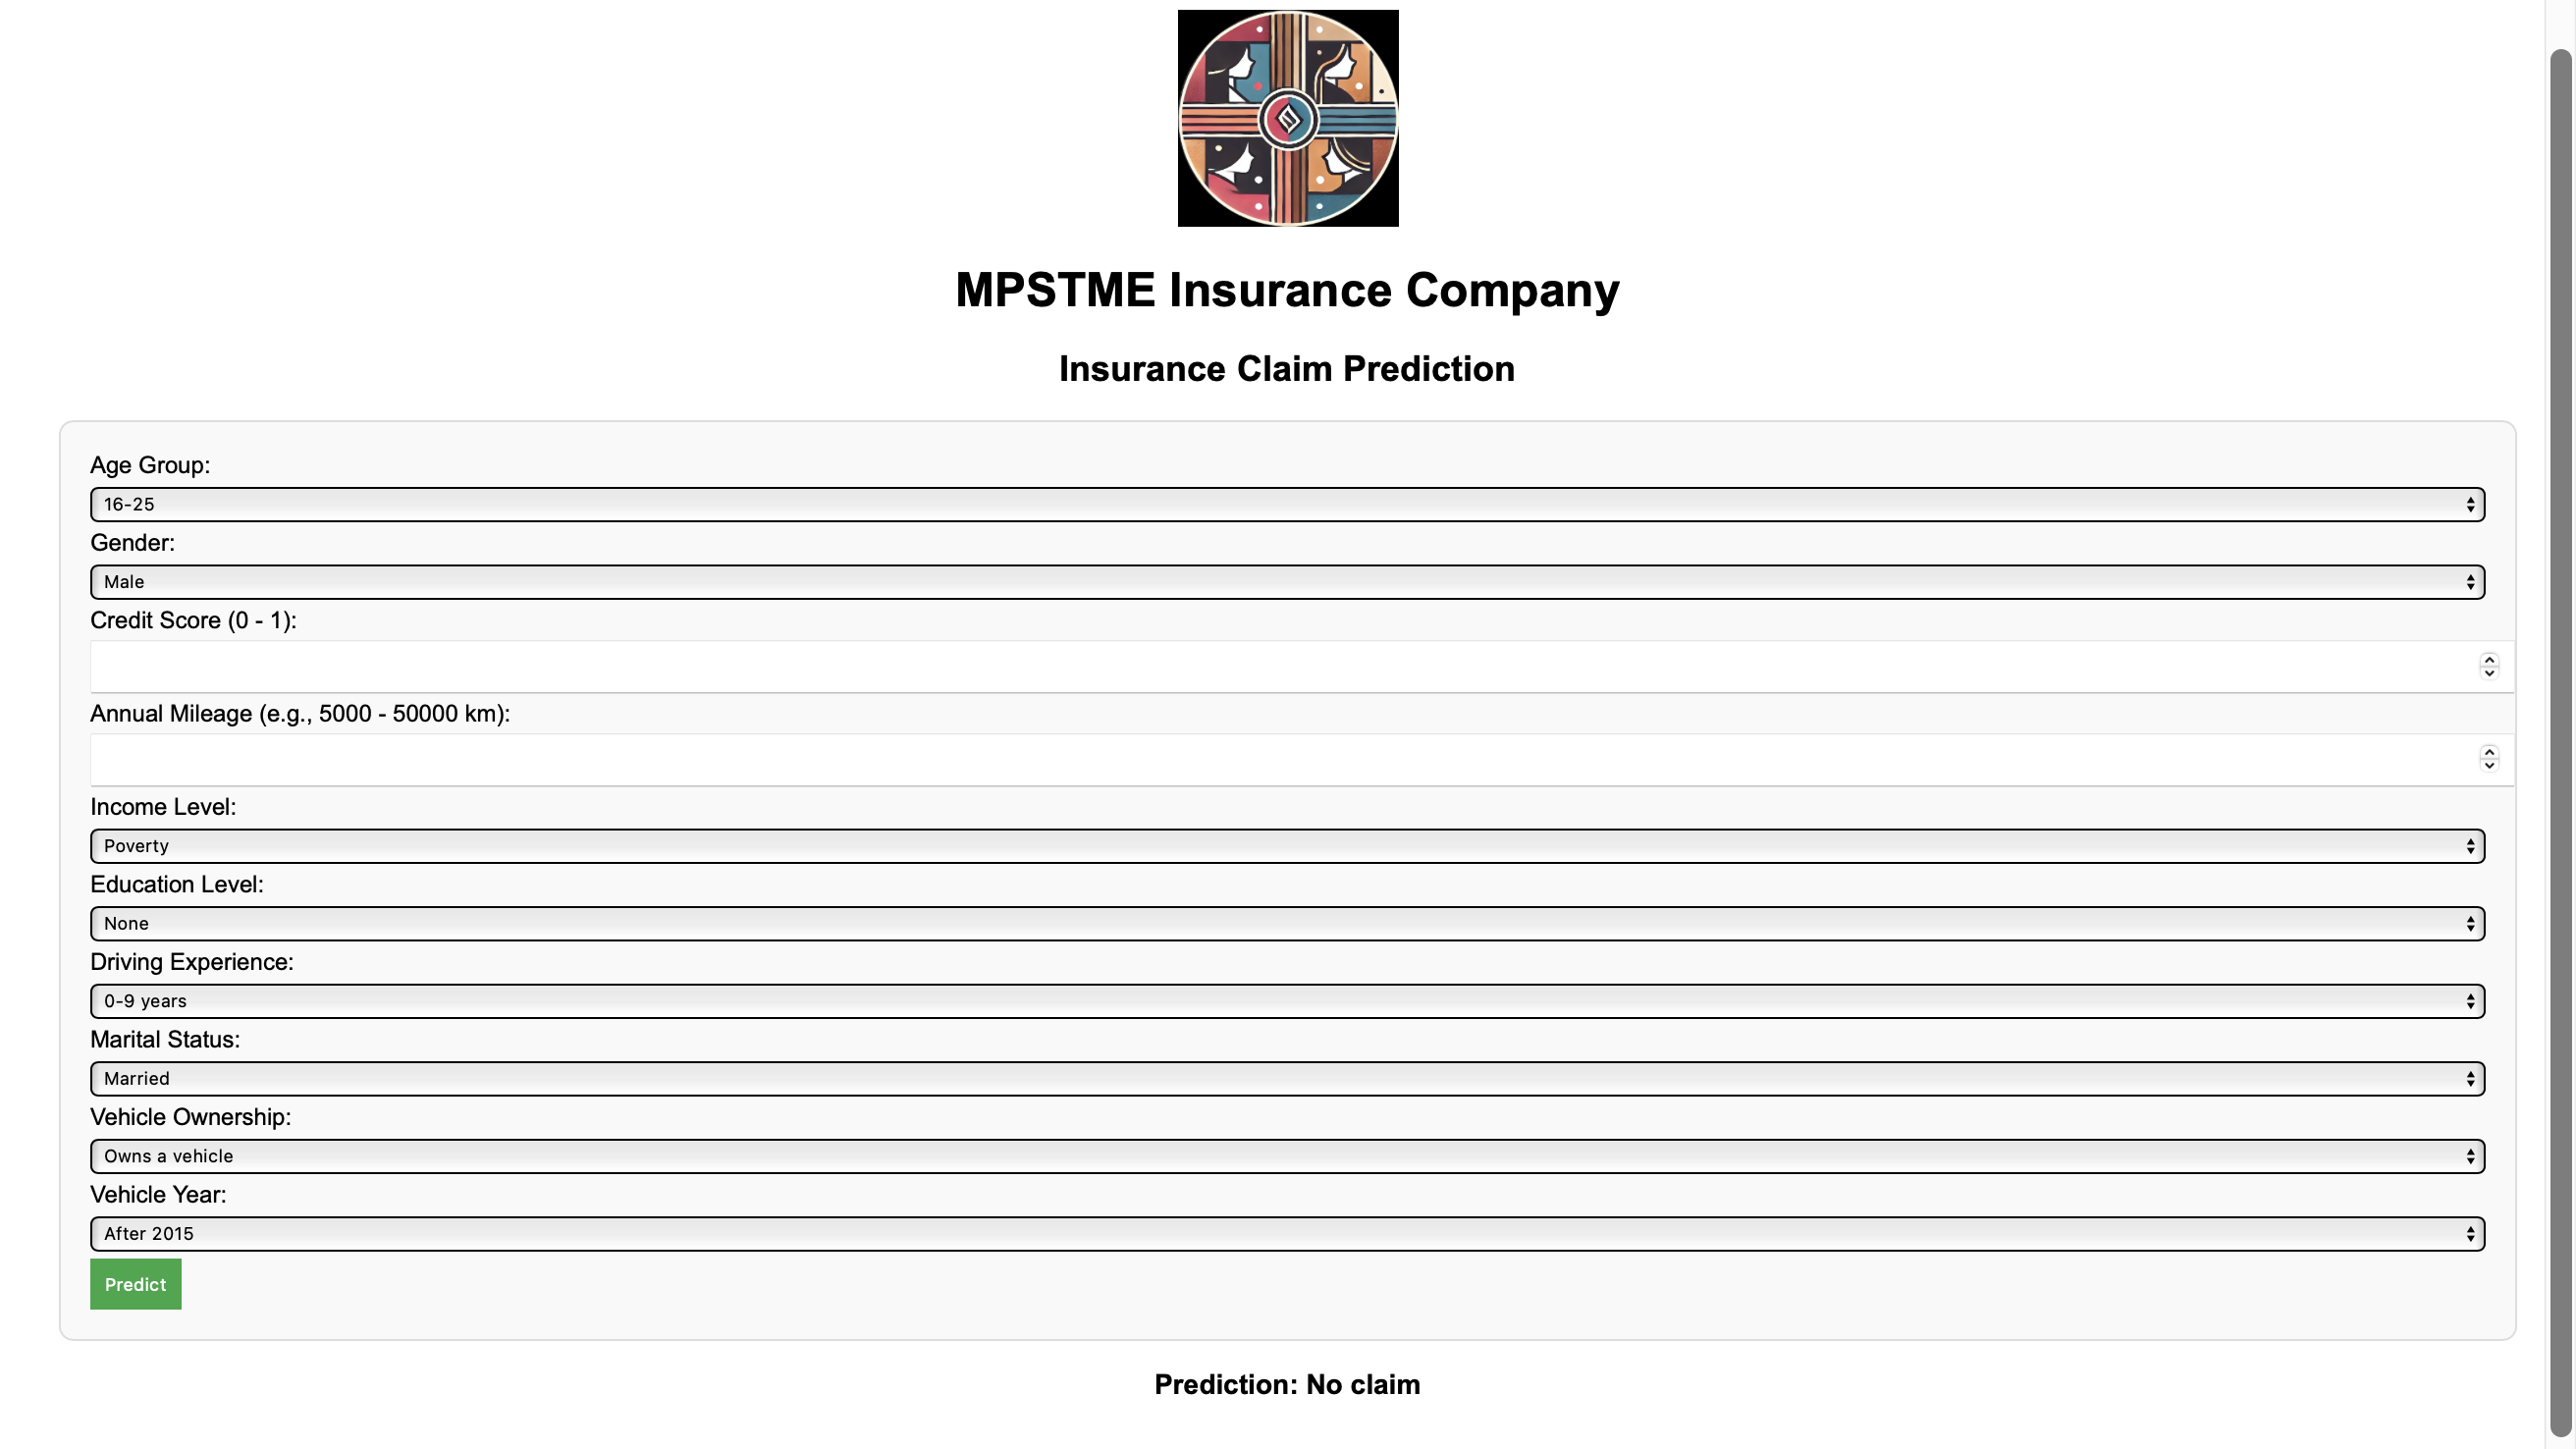 MPSTME Insurance Company
Insurance Claim Prediction
Age Group:
16-25
Gender:
Male
Credit Score (0 - 1):
Annual Mileage (e.g., 5000 - 50000 km):
Income Level:
Poverty
Education Level:
None
Driving Experience:
0-9 years
Marital Status:
Married
Vehicle Ownership:
Owns a vehicle
Vehicle Year:
After 2015
Predict
Prediction: No claim